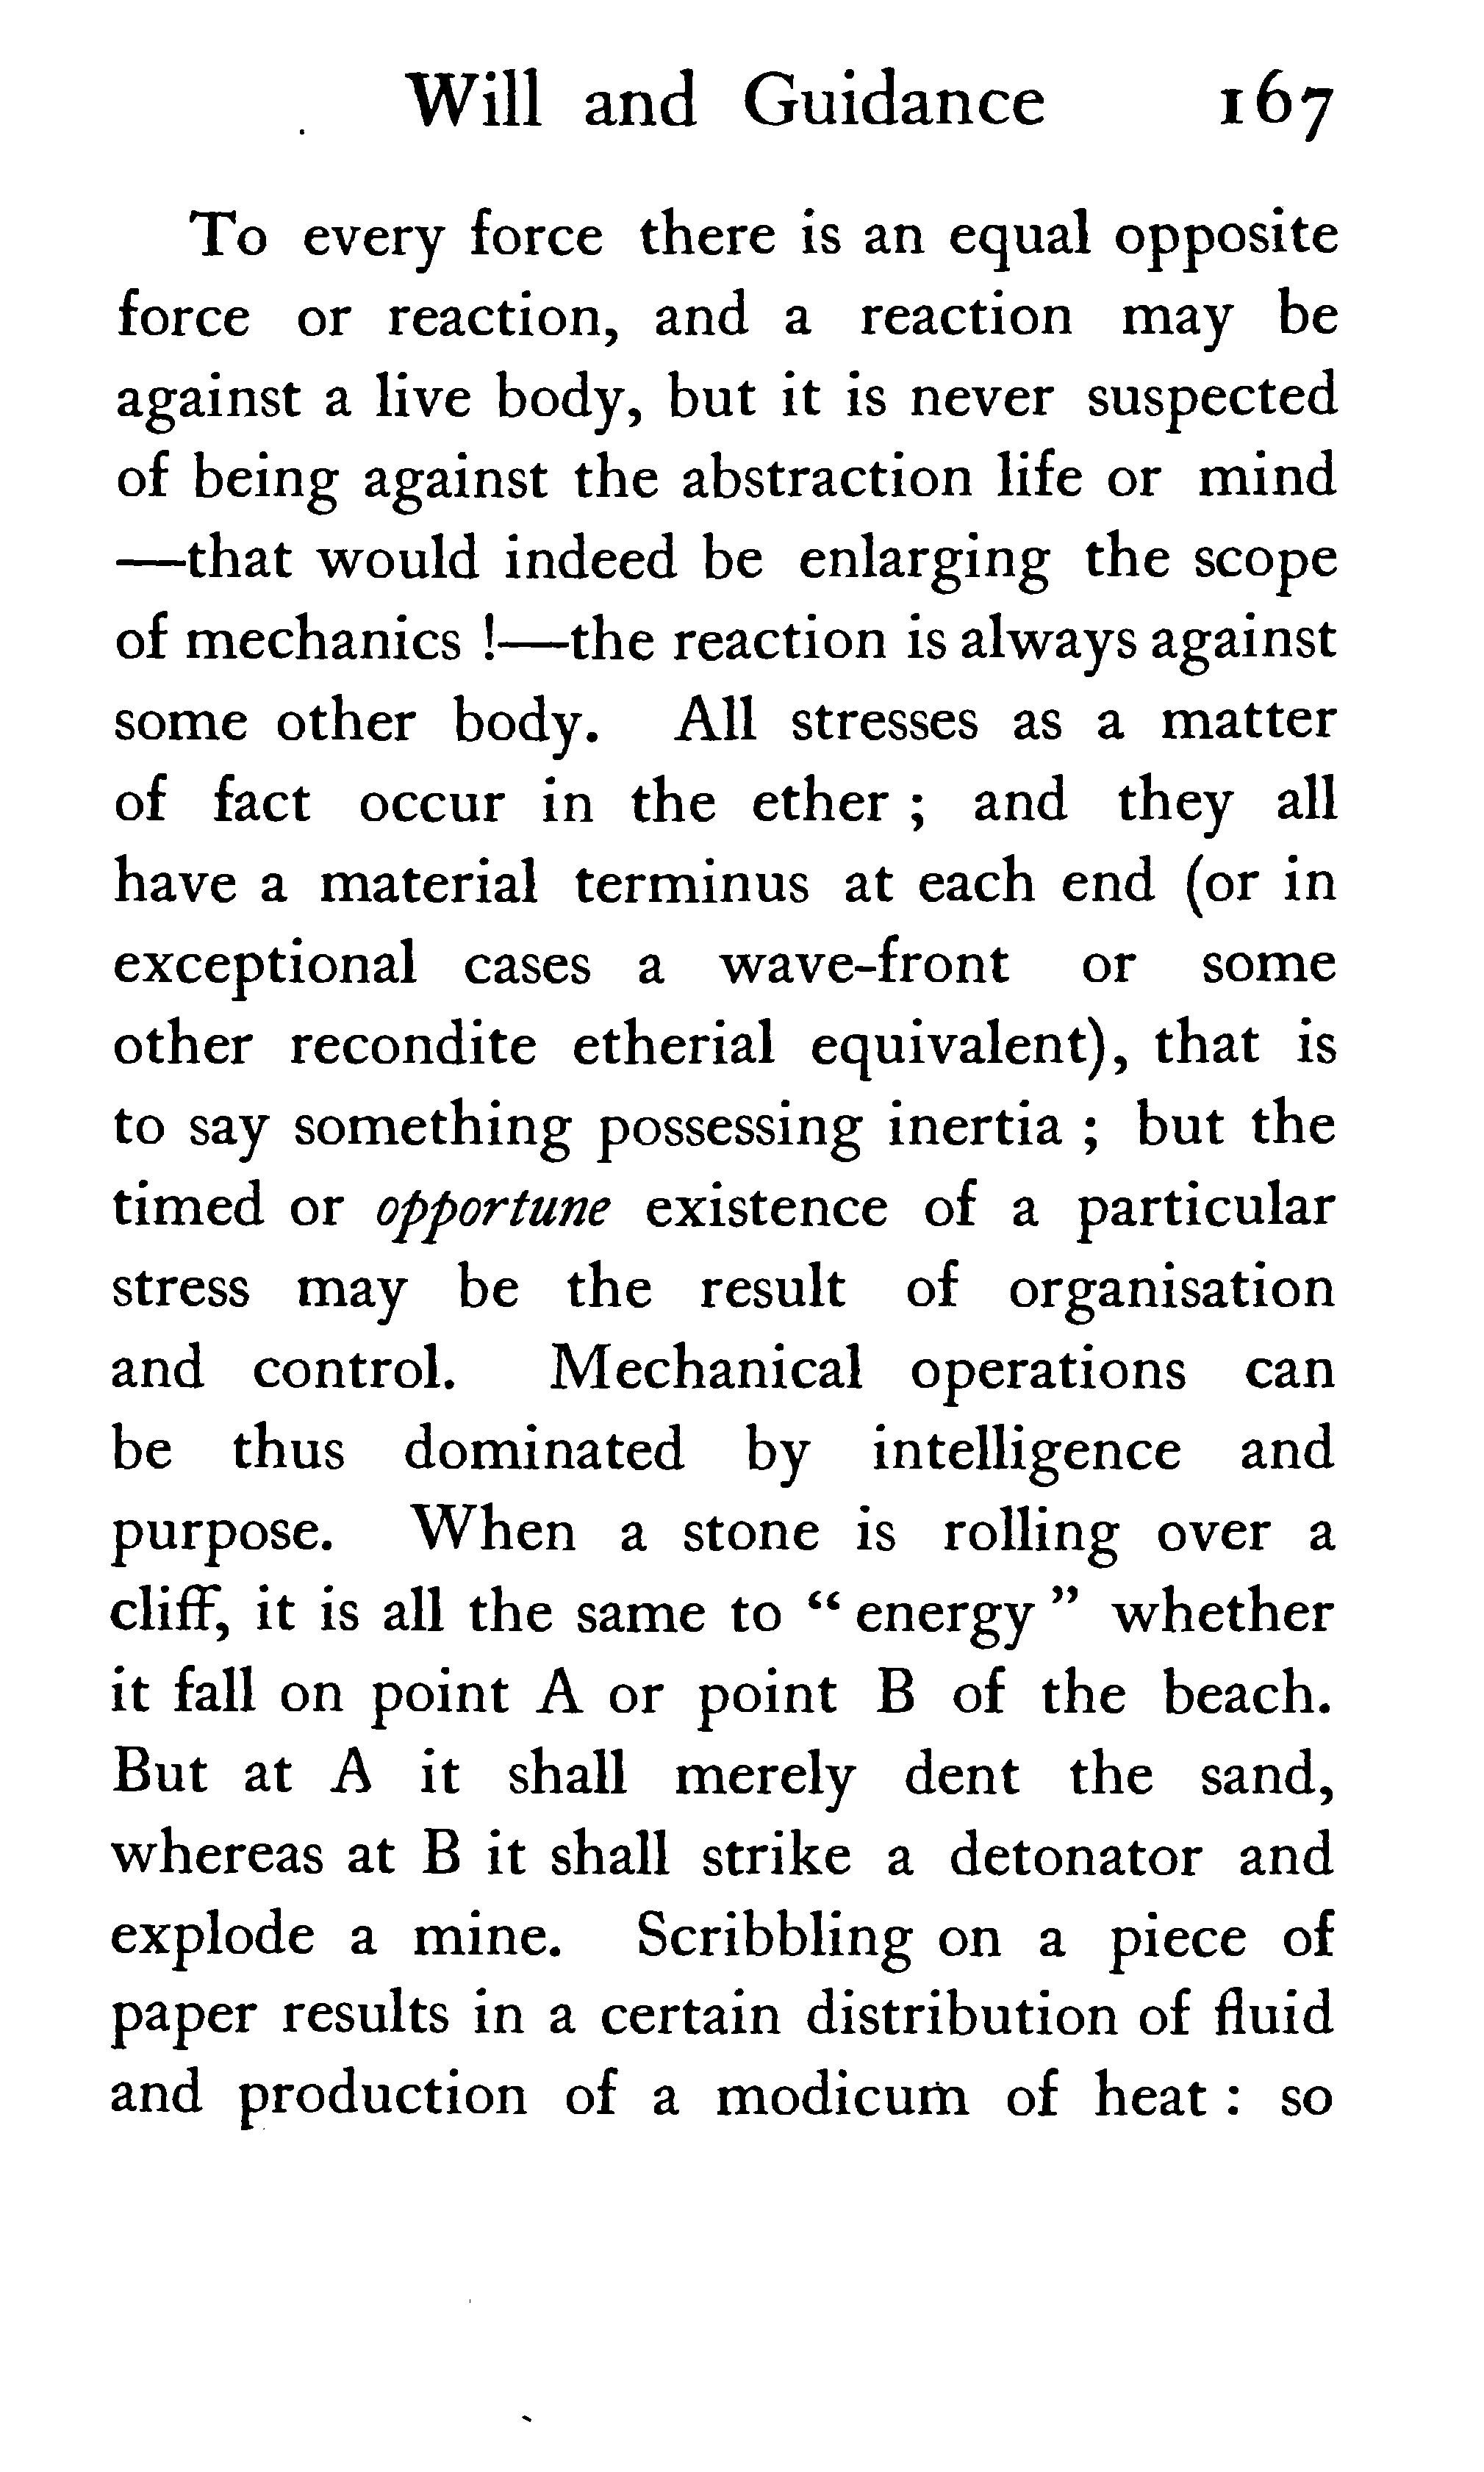 Will and Guidance 167
To every force there is an equal opposite
force or reaction, and a reaction may be
against a live body, but it is never suspected
of being against the abstraction life or mind
—that would indeed be enlarging the scope
of mechanics !—the reaction is always against
some other body. All stresses as a matter
of fact occur in the ether ; and they all
have a material terminus at each end (or in
exceptional cases a wave-front or some
other recondite etherial equivalent), that is
to say something possessing inertia ; but the
timed or opportune existence of a particular
stress may be the result of organisation
and control. Mechanical operations can
be thus dominated by intelligence and
purpose. When a stone is rolling over a
cliff, it is all the same to “ energy ” whether
it fall on point A or point B of the beach.
But at A it shall merely dent the sand,
whereas at B it shall strike a detonator and
explode a mine. Scribbling on a piece of
paper results in a certain distribution of fluid
and production of a modicum of heat : so